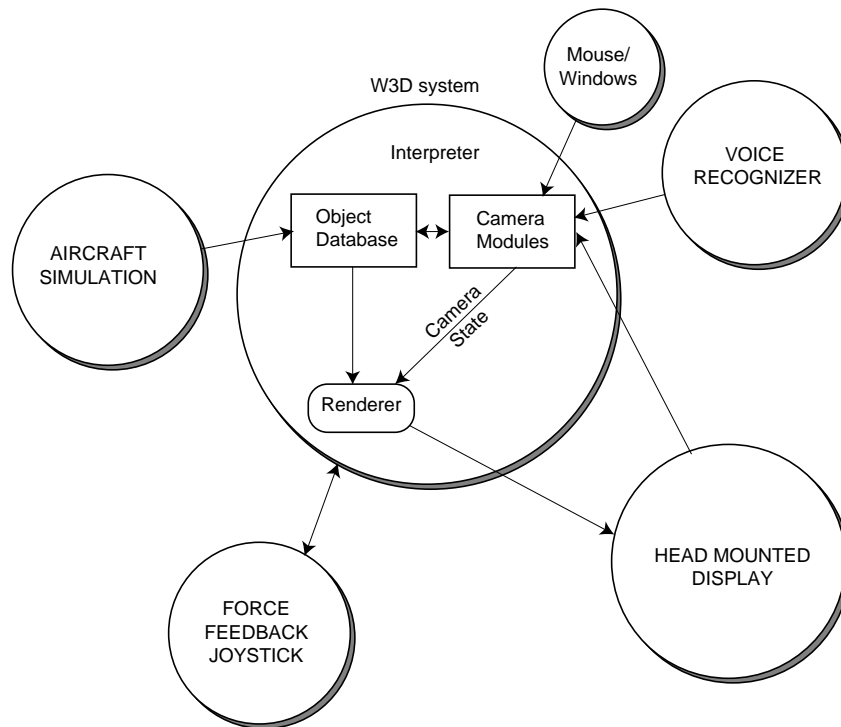 Mouse/
Windows
W3D system
Interpreter
VOICE
RECOGNIZER
Object
Database
Camera
Modules
AIRCRAFT
SIMULATION
Camera
State
Renderer
HEAD MOUNTED
DISPLAY
FORCE
FEEDBACK
JOYSTICK